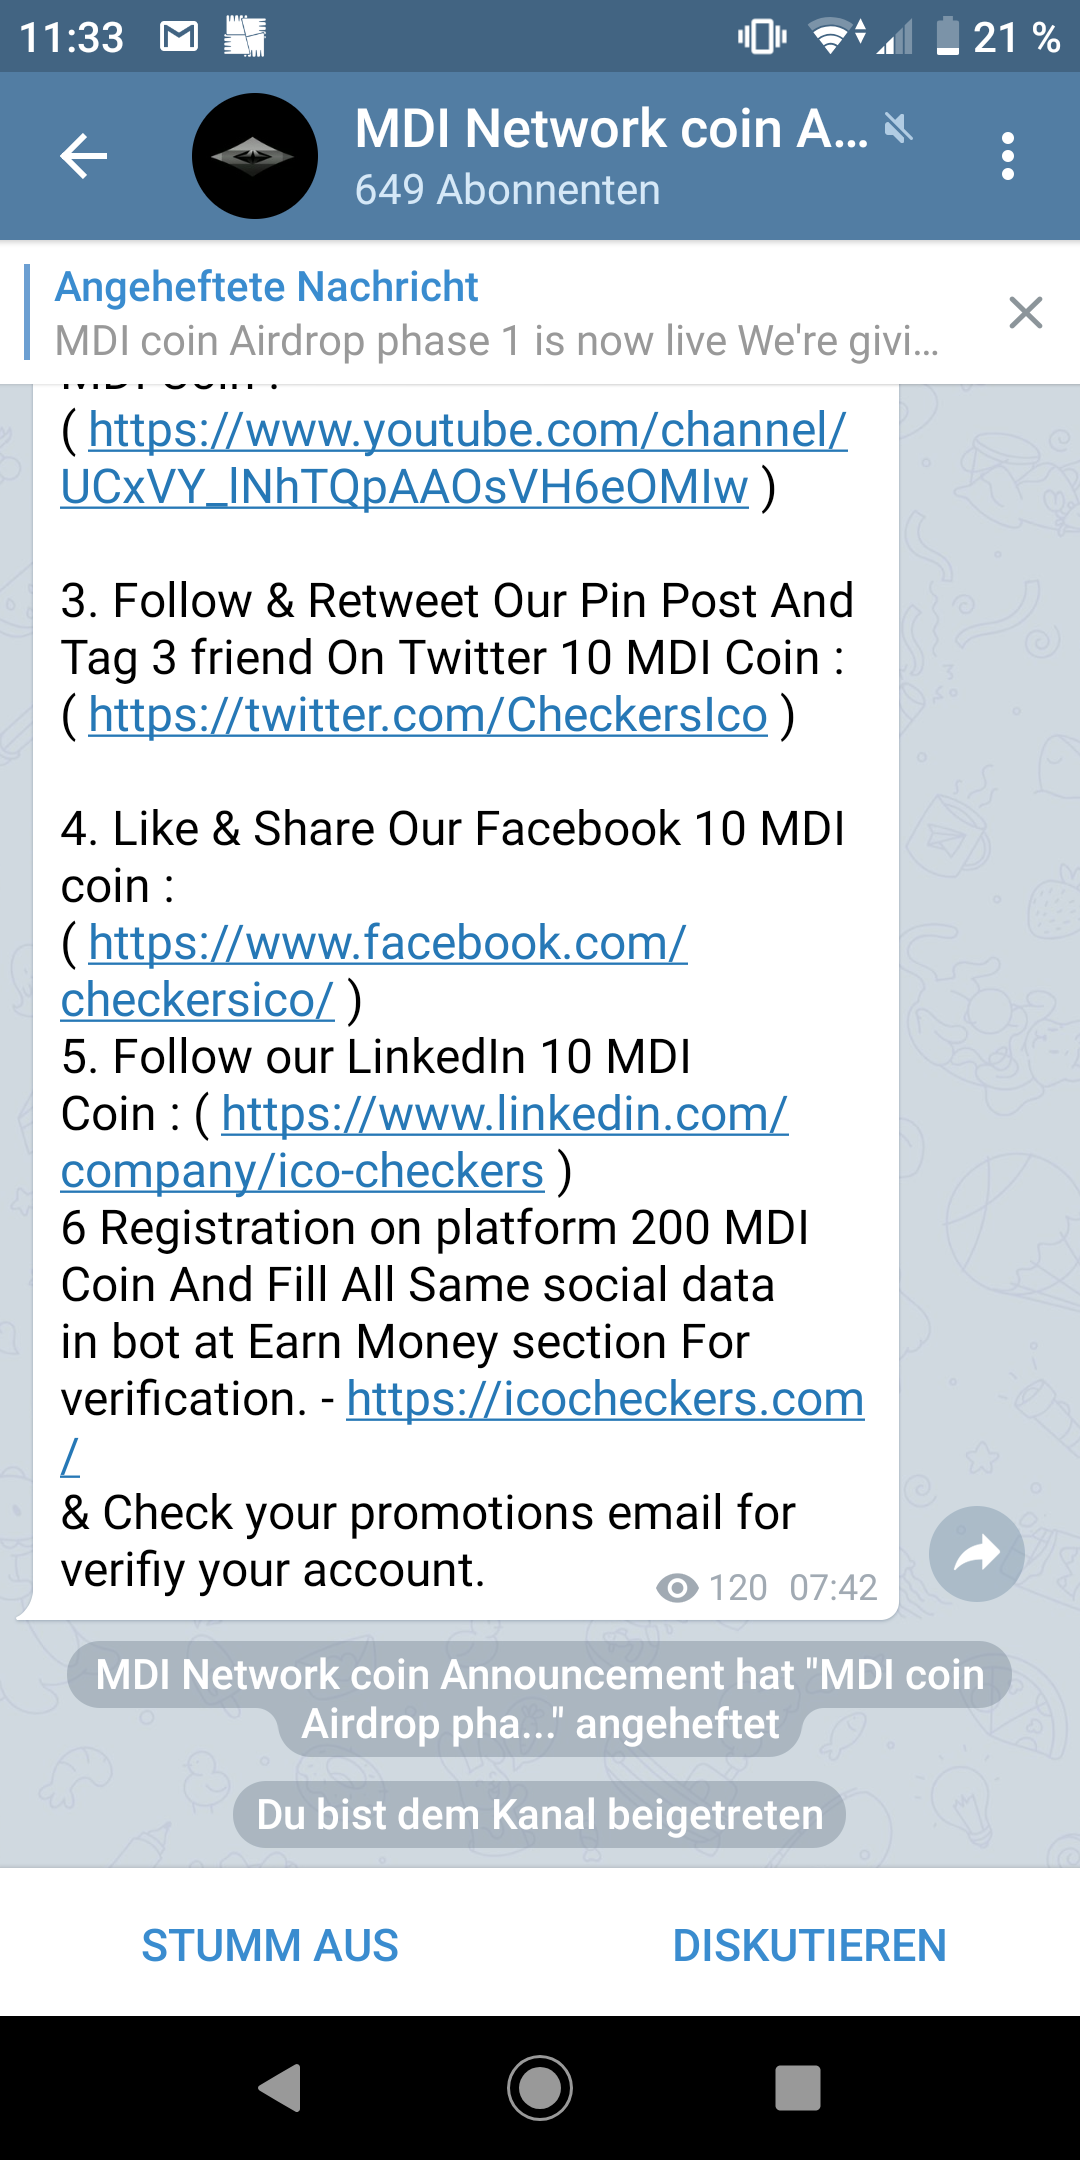 11:33
21 %
MDI Network coin A...
649 Abonnenten
Angeheftete Nachricht
MDI coin Airdrop phase 1 is now live We're givi...
MDI Coin :
( https://www.youtube.com/channel/
UCxVY_lNhTQpAAOsVH6eOMIw )
3. Follow & Retweet Our Pin Post And
Tag 3 friend On Twitter 10 MDI Coin :
( https://twitter.com/CheckersIco )
4. Like & Share Our Facebook 10 MDI
coin :
( https://www.facebook.com/
checkersico/ )
5. Follow our LinkedIn 10 MDI
Coin : ( https://www.linkedin.com/
company/ico-checkers )
6 Registration on platform 200 MDI
Coin And Fill All Same social data
in bot at Earn Money section For
verification. - https://icocheckers.com
/
& Check your promotions email for
verifiy your account.
120 07:42
MDI Network coin Announcement hat "MDI coin
Airdrop pha..." angeheftet
Du bist dem Kanal beigetreten
STUMM AUS
DISKUTIEREN